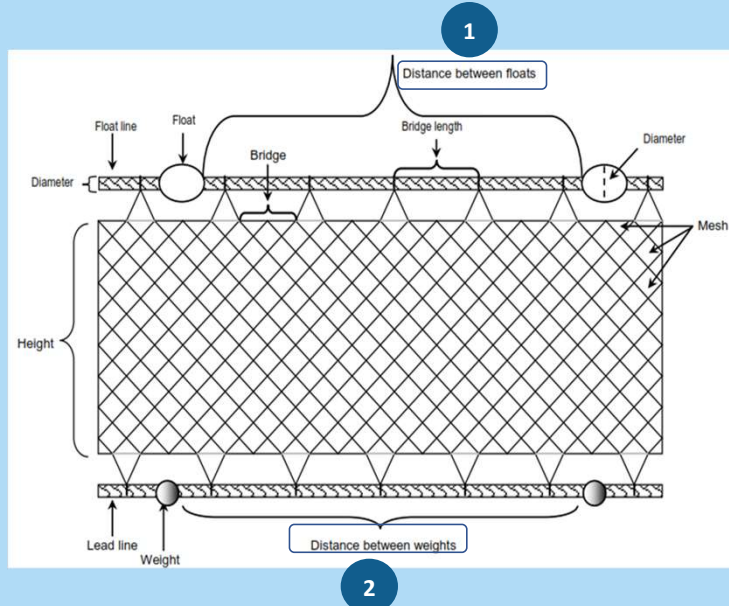 1
Distance between floats
Float line
Float
Bridge length
Diameter
Bridge
Diameter
Mesh
Height
Lead line
Weight
Distance between weights
2